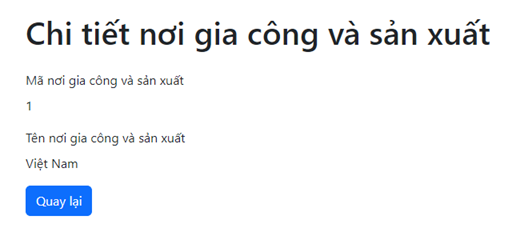 Chi tiết nơi gia công và sản xuất
Mã nơi gia công và sản xuất
1
Tên nơi gia công và sản xuất
Việt Nam
Quay lại